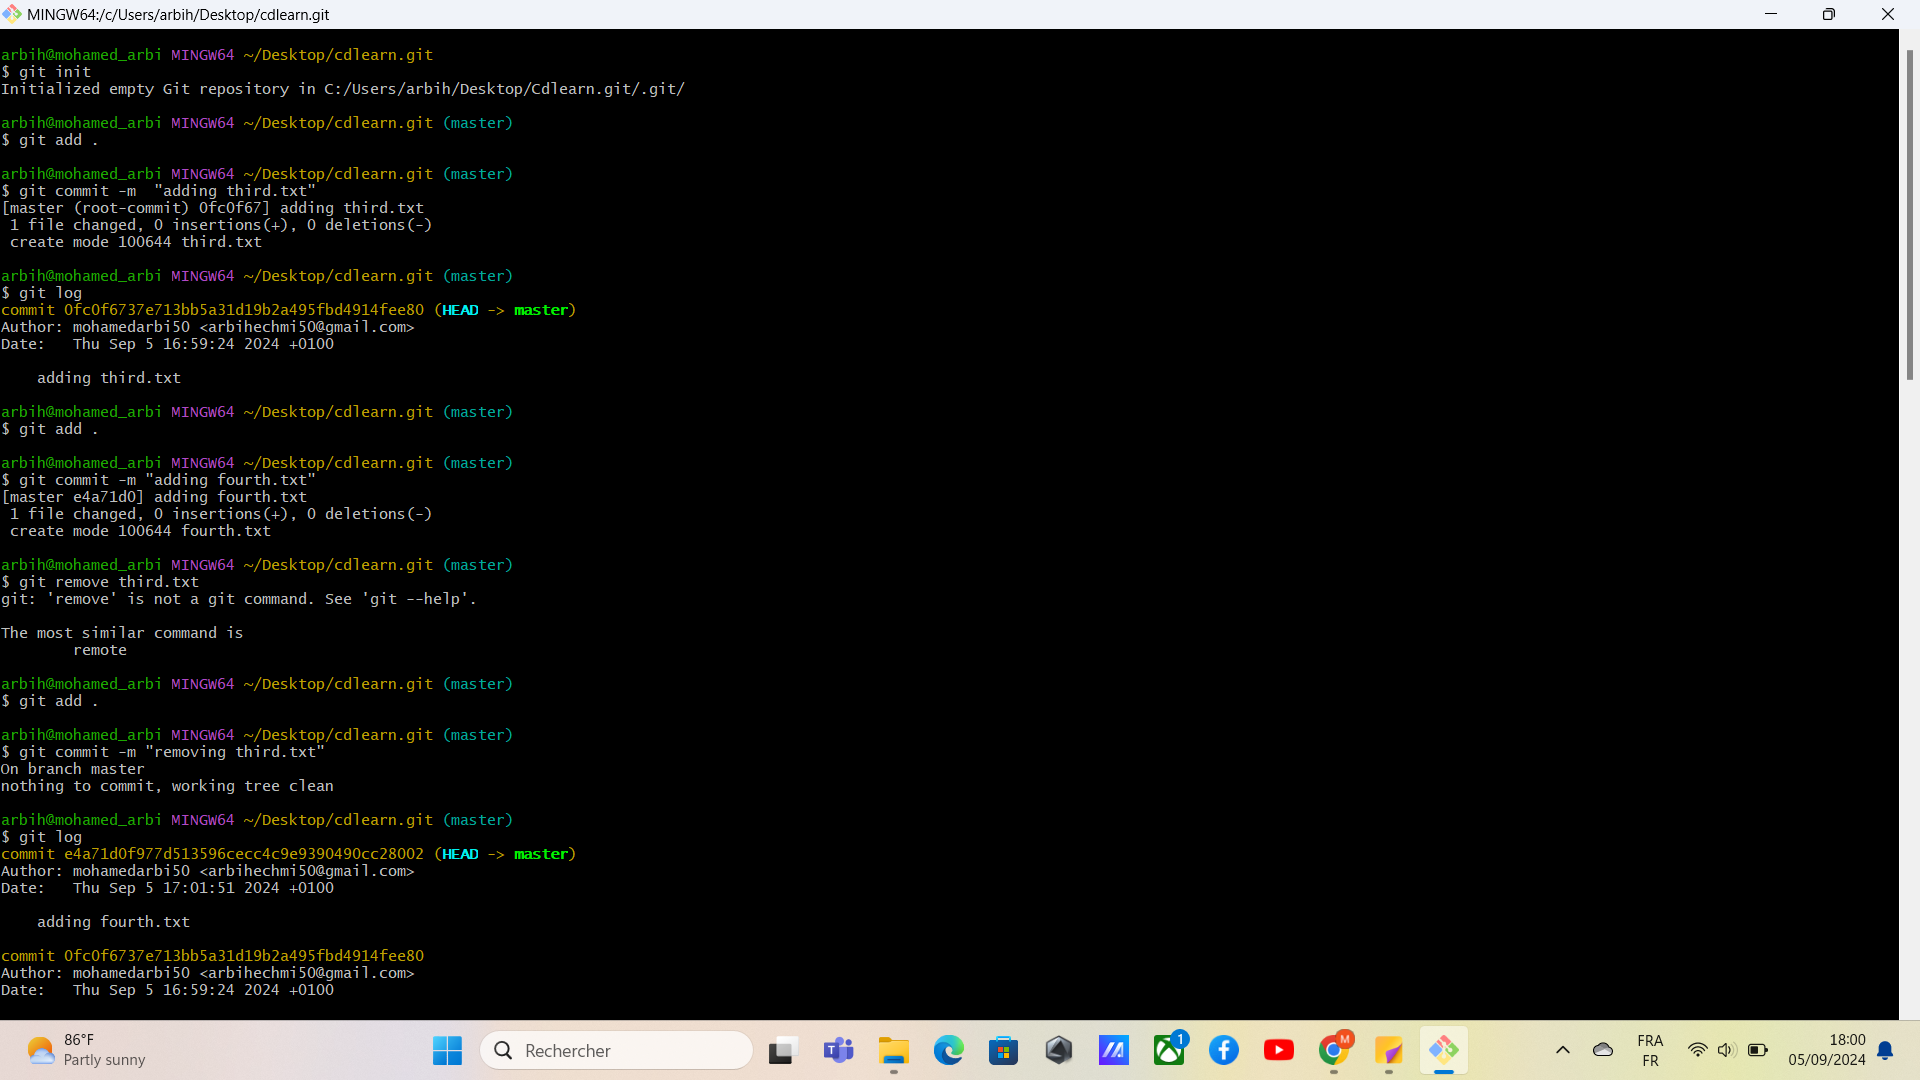 MINGW64:/c/Users/arbih/Desktop/cdlearn.git
arbih@mohamed_arbi MINGW64 ~/Desktop/cdlearn.git
$ git init
Initialized empty Git repository in C:/Users/arbih/Desktop/Cdlearn.git/.git/
arbih@mohamed_arbi MINGW64 ~/Desktop/cdlearn.git (master)
$ git add .
arbih@mohamed_arbi MINGW64 ~/Desktop/cdlearn.git (master)
$ git commit -m  "adding third.txt"
[master (root-commit) 0fc0f67] adding third.txt
 1 file changed, 0 insertions(+), 0 deletions(-)
 create mode 100644 third.txt
arbih@mohamed_arbi MINGW64 ~/Desktop/cdlearn.git (master)
$ git log
commit 0fc0f6737e713bb5a31d19b2a495fbd4914fee80 (HEAD -> master)
Author: mohamedarbi50 <arbihechmi50@gmail.com>
Date:   Thu Sep 5 16:59:24 2024 +0100
    adding third.txt
arbih@mohamed_arbi MINGW64 ~/Desktop/cdlearn.git (master)
$ git add .
arbih@mohamed_arbi MINGW64 ~/Desktop/cdlearn.git (master)
$ git commit -m "adding fourth.txt"
[master e4a71d0] adding fourth.txt
 1 file changed, 0 insertions(+), 0 deletions(-)
 create mode 100644 fourth.txt
arbih@mohamed_arbi MINGW64 ~/Desktop/cdlearn.git (master)
$ git remove third.txt
git: 'remove' is not a git command. See 'git --help'.
The most similar command is
        remote
arbih@mohamed_arbi MINGW64 ~/Desktop/cdlearn.git (master)
$ git add .
arbih@mohamed_arbi MINGW64 ~/Desktop/cdlearn.git (master)
$ git commit -m "removing third.txt"
On branch master
nothing to commit, working tree clean
arbih@mohamed_arbi MINGW64 ~/Desktop/cdlearn.git (master)
$ git log
commit e4a71d0f977d513596cecc4c9e9390490cc28002 (HEAD -> master)
Author: mohamedarbi50 <arbihechmi50@gmail.com>
Date:   Thu Sep 5 17:01:51 2024 +0100
    adding fourth.txt
commit 0fc0f6737e713bb5a31d19b2a495fbd4914fee80
Author: mohamedarbi50 <arbihechmi50@gmail.com>
Date:   Thu Sep 5 16:59:24 2024 +0100
86°F
Partly sunny
Rechercher
1
M
FRA
FR
18:00
05/09/2024